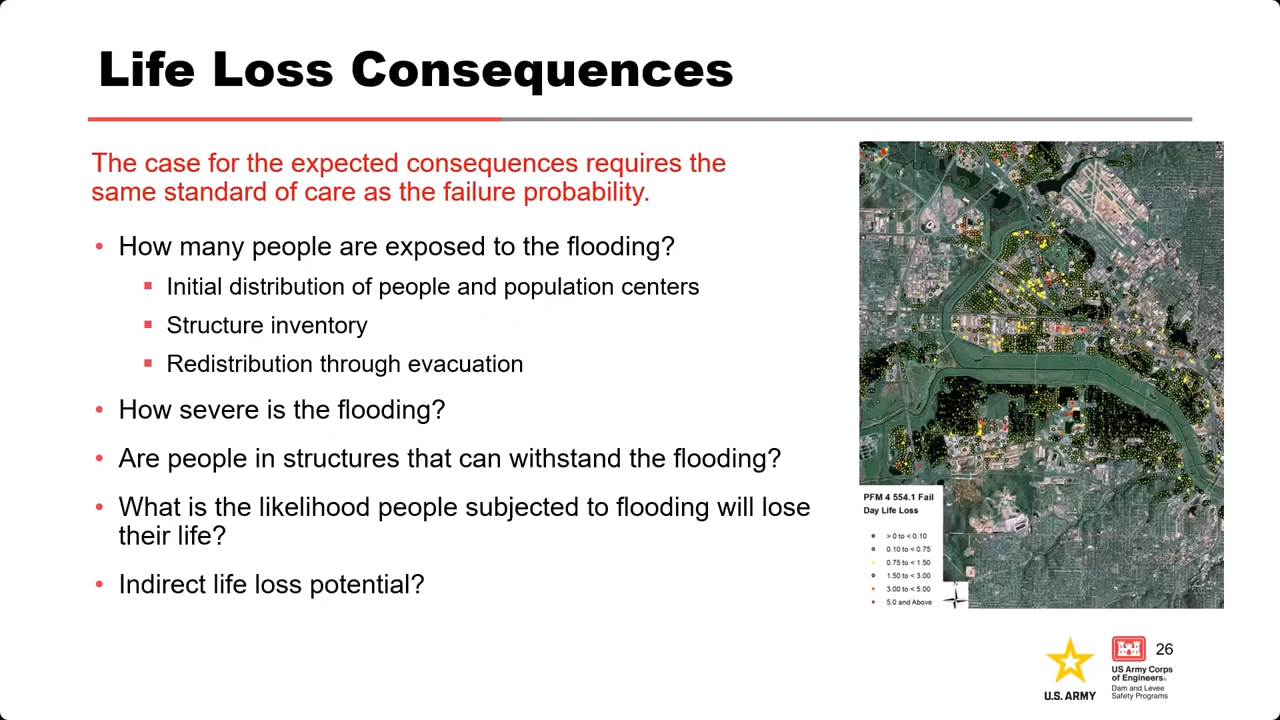 Life Loss Consequences
The case for the expected consequences requires the
same standard of care as the failure probability.
• How many people are exposed to the flooding?
▪ Initial distribution of people and population centers
▪ Structure inventory
▪ Redistribution through evacuation
• How severe is the flooding?
• Are people in structures that can withstand the flooding?
• What is the likelihood people subjected to flooding will lose
their life?
• Indirect life loss potential?
PFM 4 554.1 Fail
Day Life Loss
> 0 to < 0.10
0.10 to < 0.75
0.75 to < 1.50
1.50 to < 3.00
3.00 to < 5.00
5.0 and Above
N
U.S. ARMY
US Army Corps
of Engineers®
Dam and Levee
Safety Programs
26